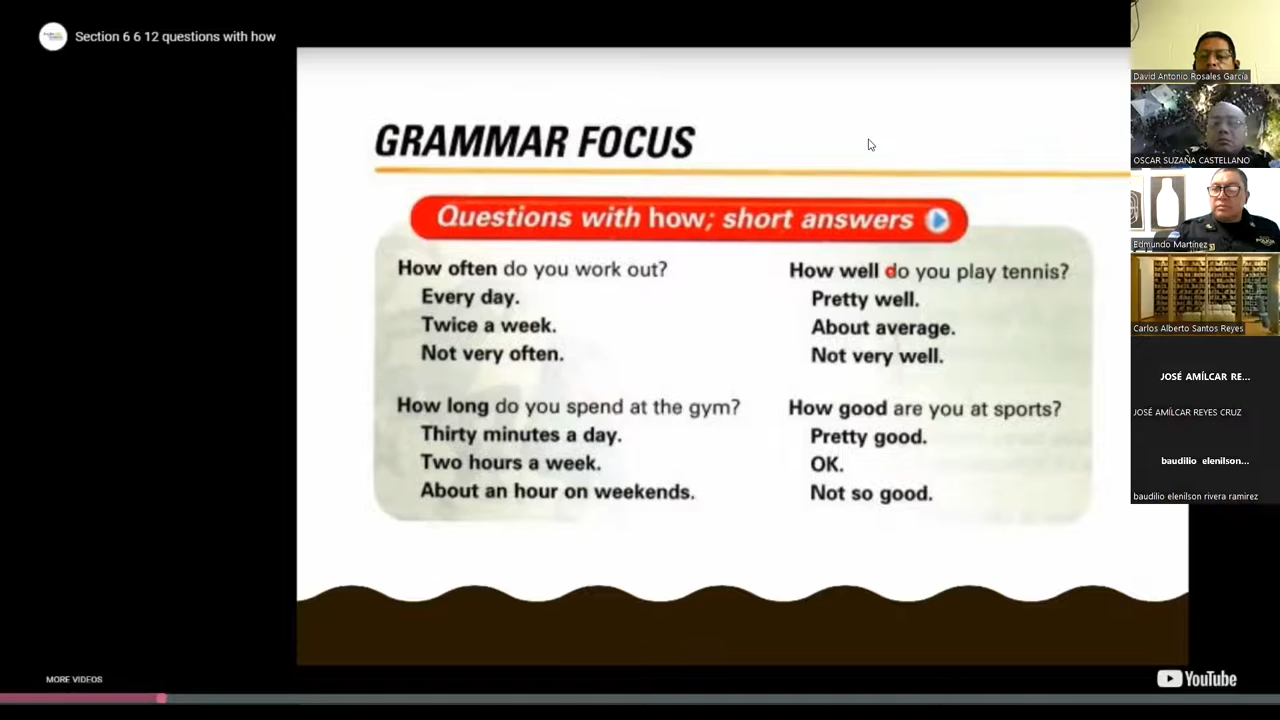 Section 6 6 12 questions with how
GRAMMAR FOCUS
Questions with how; short answers
How often do you work out?
Every day.
Twice a week.
Not very often.
How long do you spend at the gym?
Thirty minutes a day.
Two hours a week.
About an hour on weekends.
How well do you play tennis?
Pretty well.
About average.
Not very well.
How good are you at sports?
Pretty good.
OK.
Not so good.
David Antonio Rosales García
OSCAR SUZAÑA CASTELLANO
Edmundo Martínez
Carlos Alberto Santos Reyes
JOSÉ AMÍLCAR RE...
JOSÉ AMÍLCAR REYES CRUZ
baudilio elenilson...
baudilio elenilson rivera ramirez
MORE VIDEOS
YouTube